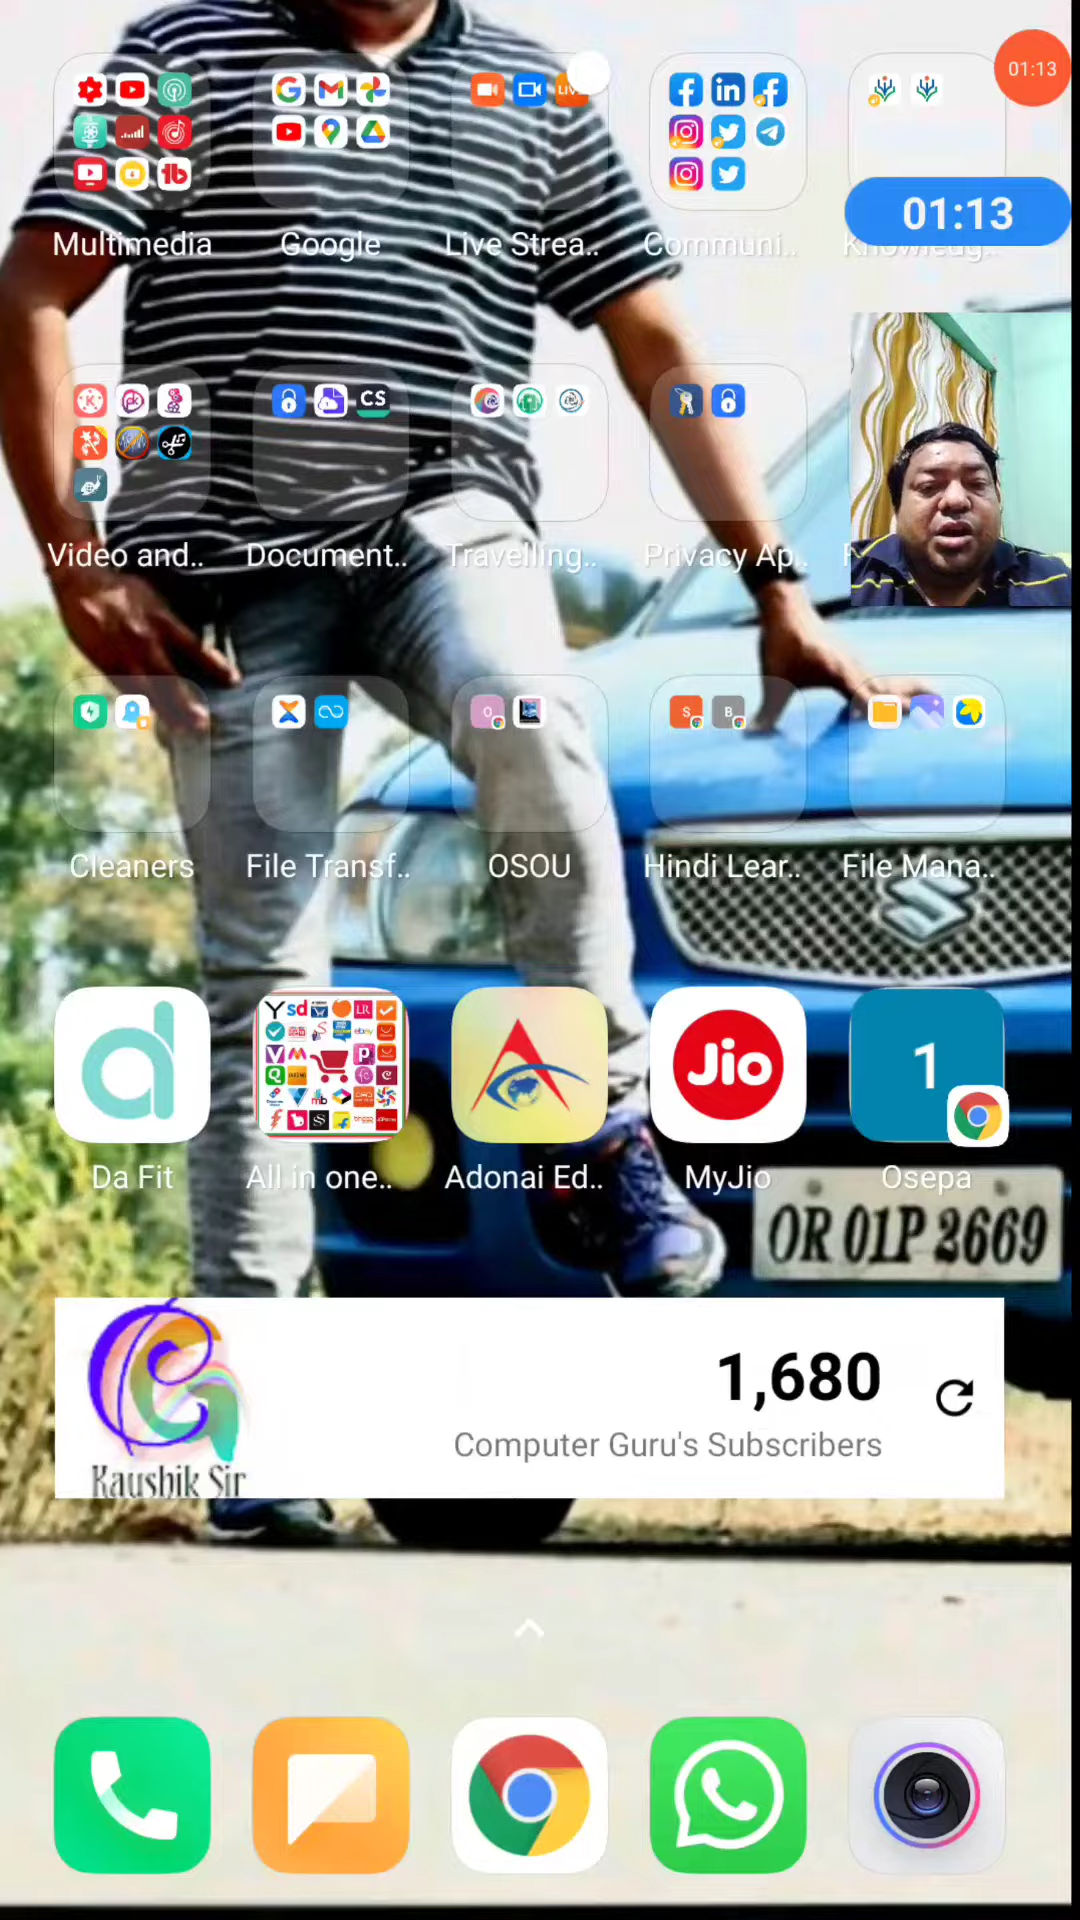 01:13
01:13
Multimedia
Google
Live Strea..
Communi..
Knowledg..
CS
Video and..
Document..
Travelling..
Privacy Ap..
Cleaners
File Transf..
OSOU
Hindi Lear..
File Mana..
Jio
1
Da Fit
All in one..
Adonai Ed..
MyJio
Osepa
OR 01P 2669
1,680
Computer Guru's Subscribers
Kaushik Sir